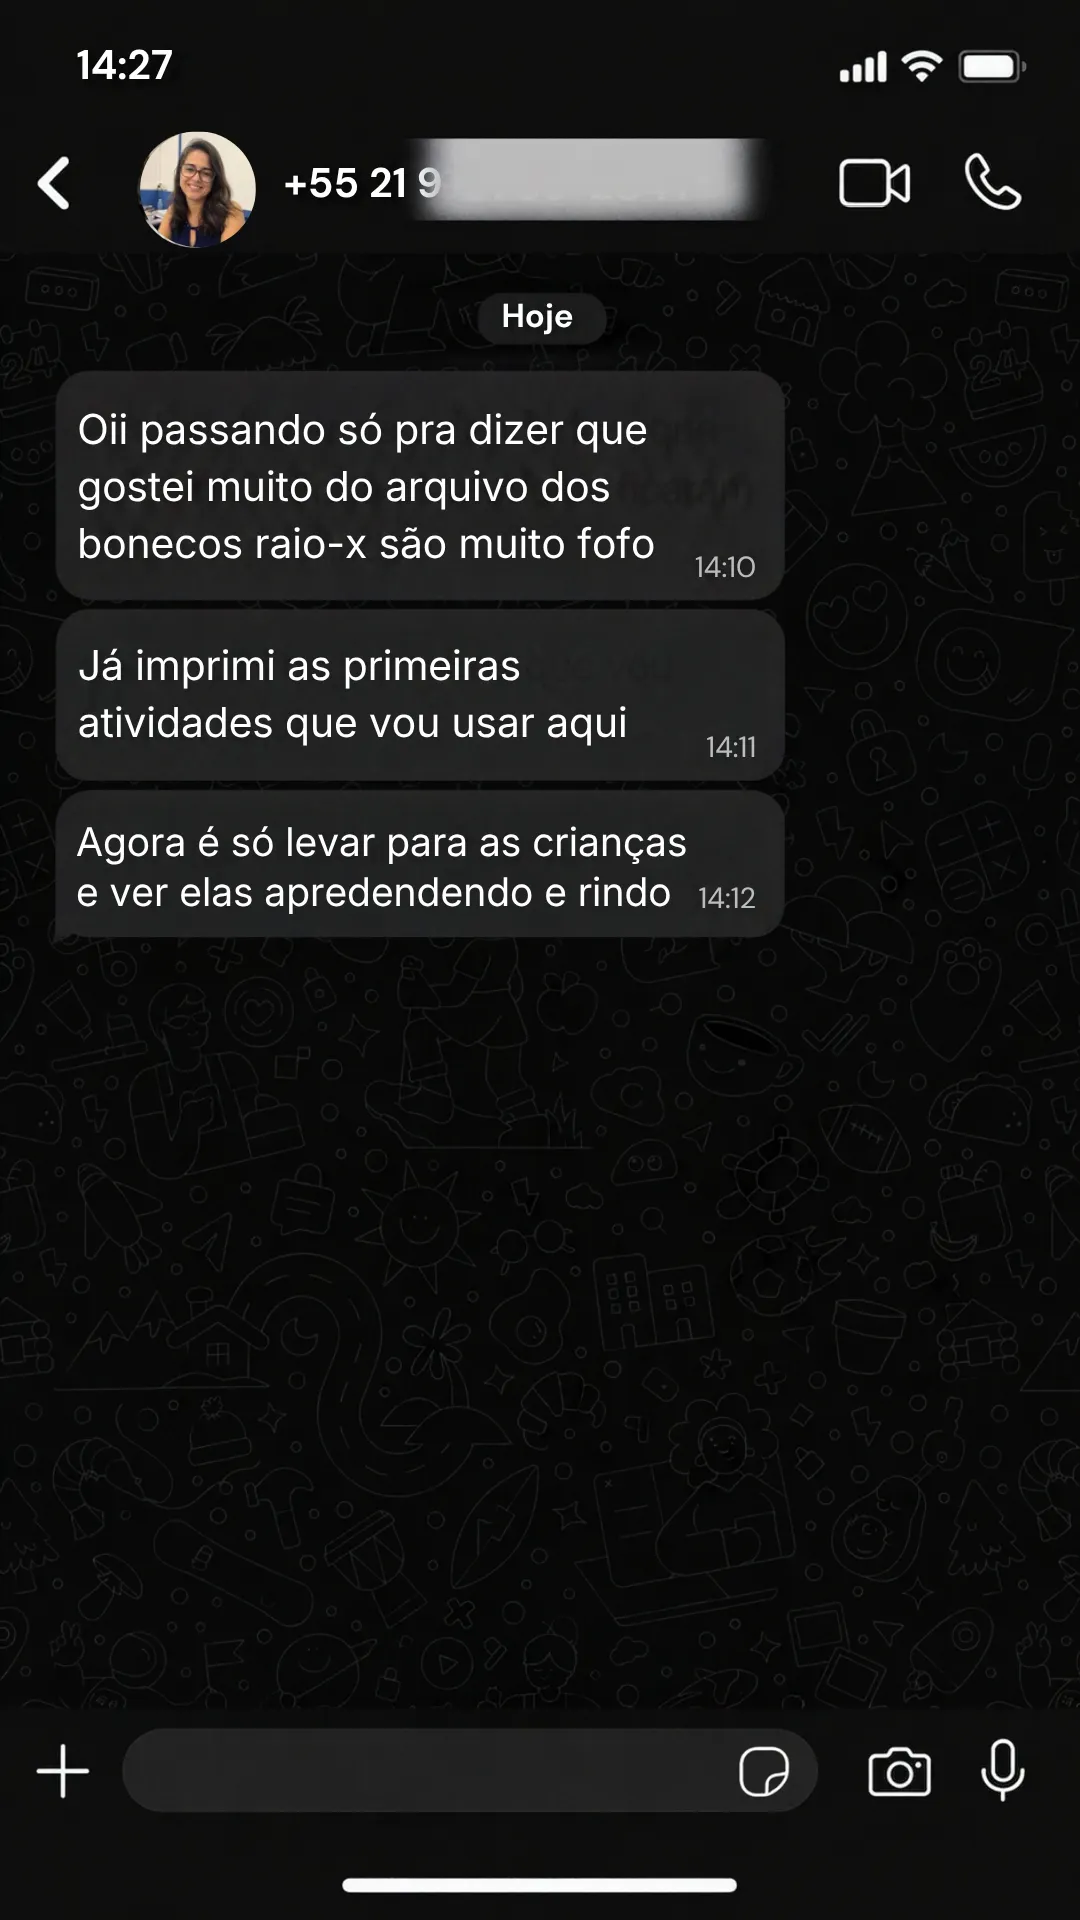 14:27
+55 21 9
Hoje
Oii passando só pra dizer que
gostei muito do arquivo dos
bonecos raio-x são muito fofo
14:10
Já imprimi as primeiras
atividades que vou usar aqui
14:11
Agora é só levar para as crianças
e ver elas apredendendo e rindo
14:12